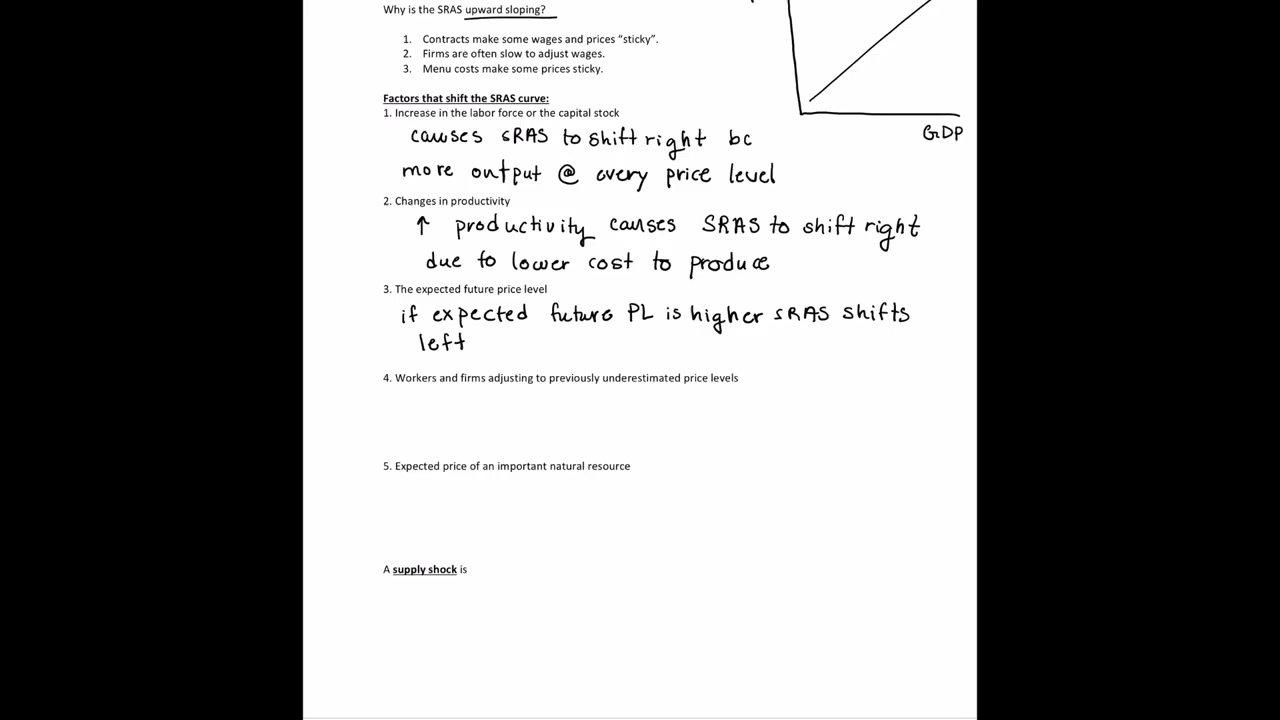 Why is the SRAS upward sloping?
1. Contracts make some wages and prices “sticky”.
2. Firms are often slow to adjust wages.
3. Menu costs make some prices sticky.
Factors that shift the SRAS curve:
1. Increase in the labor force or the capital stock
GDP
causes SRAS to shift right bc
more output @ every price level
2. Changes in productivity
↑ productivity causes SRAS to shift right
due to lower cost to produce
3. The expected future price level
if expected future PL is higher SRAS shifts
left
4. Workers and firms adjusting to previously underestimated price levels
5. Expected price of an important natural resource
A supply shock is